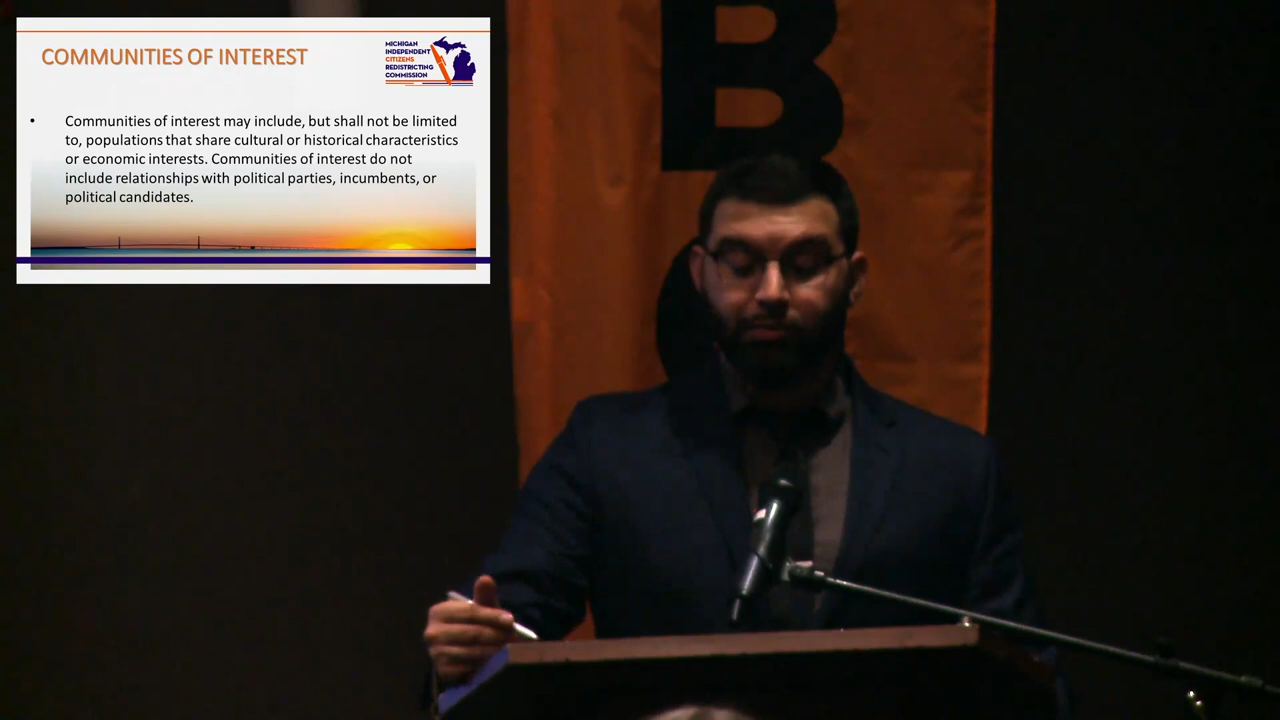 COMMUNITIES OF INTEREST
MICHIGAN
INDEPENDENT
CITIZENS
REDISTRICTING
COMMISSION
• Communities of interest may include, but shall not be limited
to, populations that share cultural or historical characteristics
or economic interests. Communities of interest do not
include relationships with political parties, incumbents, or
political candidates.
B